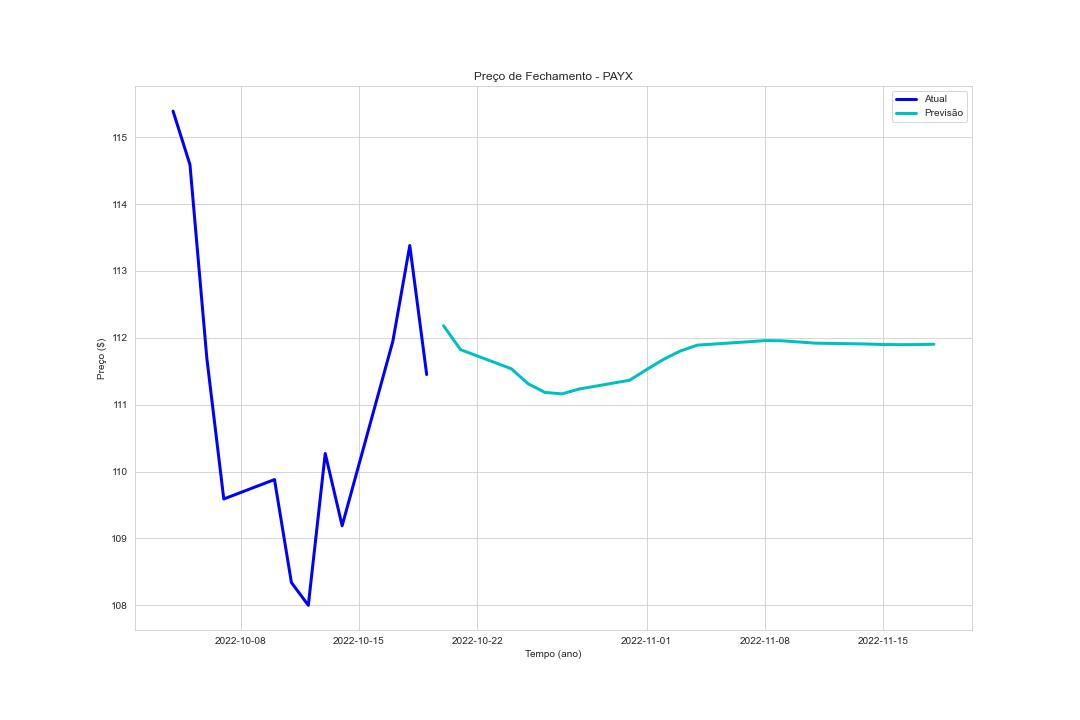 Preço de Fechamento - PAYX
Atual
Previsão
115
114
113
112
111
110
109
108
Preço ($)
2022-10-08
2022-10-15
2022-10-22
2022-11-01
2022-11-08
2022-11-15
Tempo (ano)